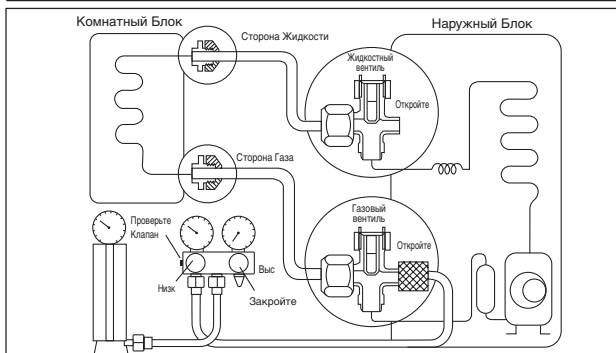 Комнатный Блок
Наружный Блок
Сторона Жидкости
Жидкостный
вентиль
Откройте
Сторона Газа
Газовый
вентиль
Откройте
Проверьте
Клапан
Низк
Выс
Закройте